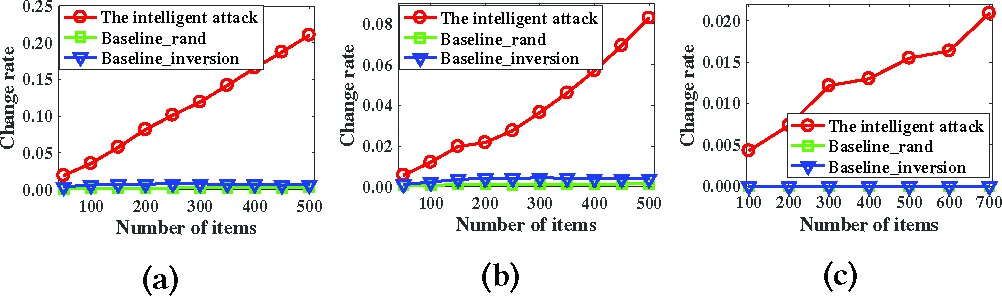 0.25
0.20
0.15
0.10
0.05
0.00
Change rate
The intelligent attack
Baseline_rand
Baseline_inversion
100 200 300 400 500
Number of items
(a)
0.08
0.06
0.04
0.02
0.00
Change rate
The intelligent attack
Baseline_rand
Baseline_inversion
100 200 300 400 500
Number of items
(b)
0.020
0.015
0.010
0.005
0.000
Change rate
The intelligent attack
Baseline_rand
Baseline_inversion
100 200 300 400 500 600 700
Number of items
(c)